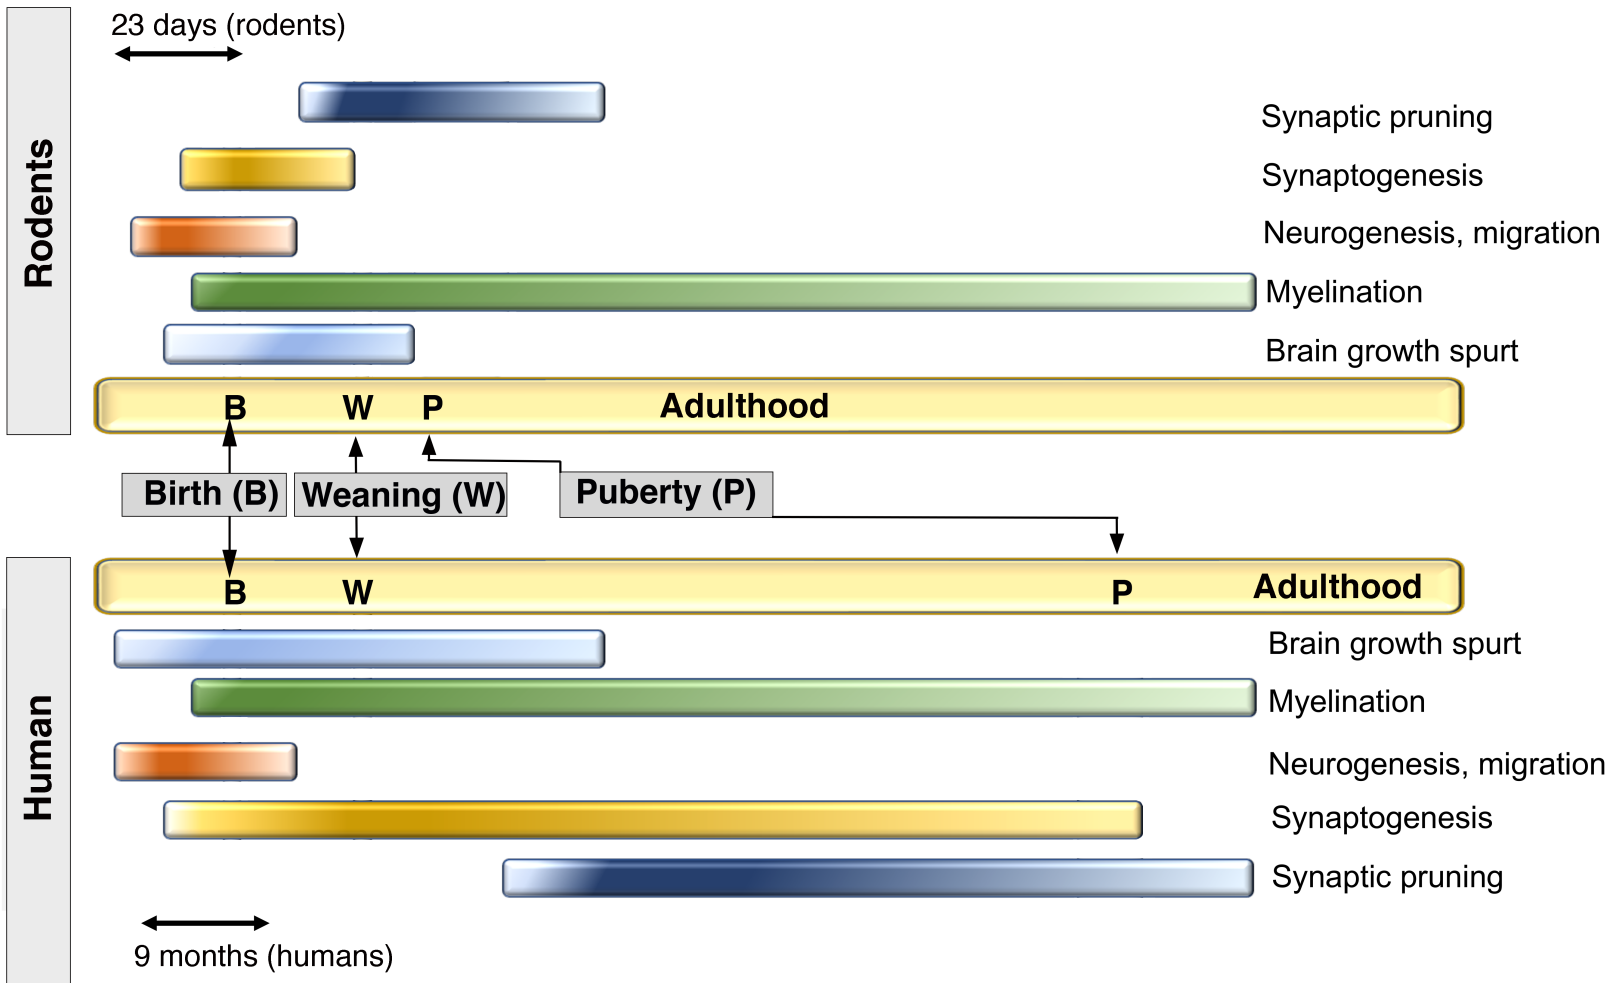 Rodents
23 days (rodents)
Synaptic pruning
Synaptogenesis
Neurogenesis, migration
Myelination
Brain growth spurt
B W P Adulthood
Birth (B) Weaning (W) Puberty (P)
Human
B W P Adulthood
Brain growth spurt
Myelination
Neurogenesis, migration
Synaptogenesis
Synaptic pruning
9 months (humans)